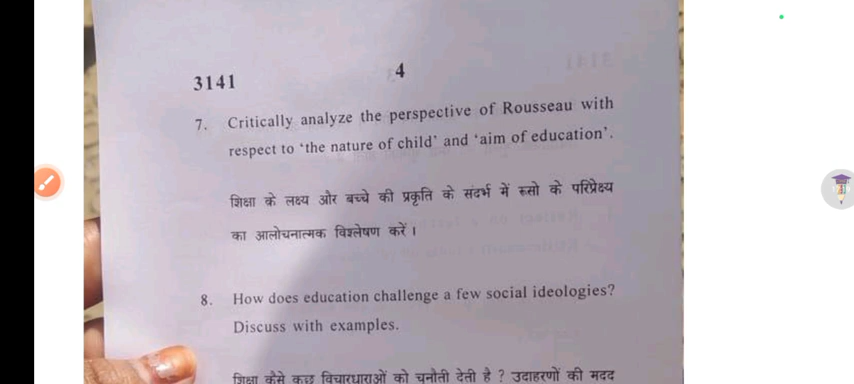 3141
4
7. Critically analyze the perspective of Rousseau with
respect to ‘the nature of child’ and ‘aim of education’.
शिक्षा के लक्ष्य और बच्चे की प्रकृति के संदर्भ में रूसो के परिप्रेक्ष्य
का आलोचनात्मक विश्लेषण करें ।
8. How does education challenge a few social ideologies?
Discuss with examples.
शिक्षा कैसे कुछ विचारधाराओं को चुनौती देती है ? उदाहरणों की मदद